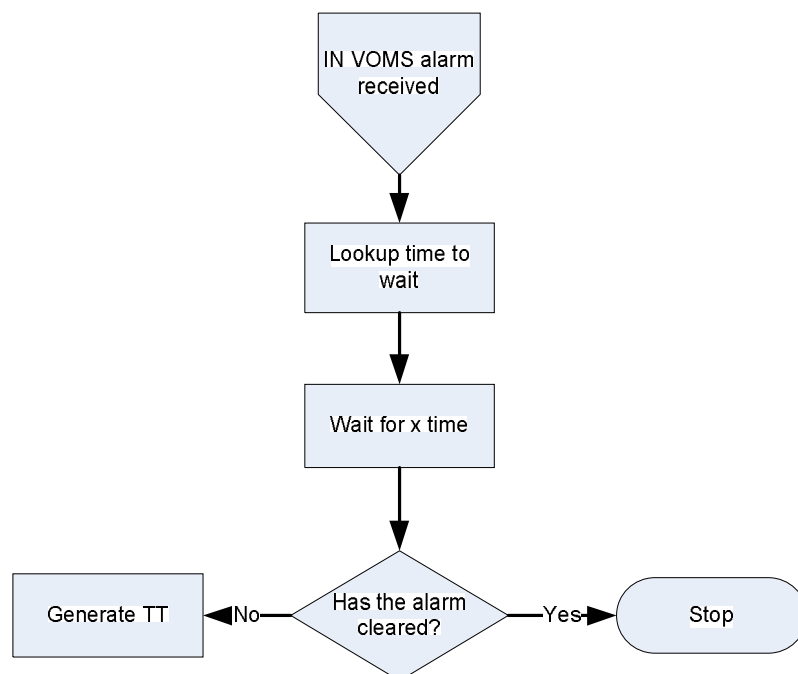 IN VOMS alarm
received
Lookup time to
wait
Wait for x time
Has the alarm
cleared?
Generate TT
No
Yes
Stop